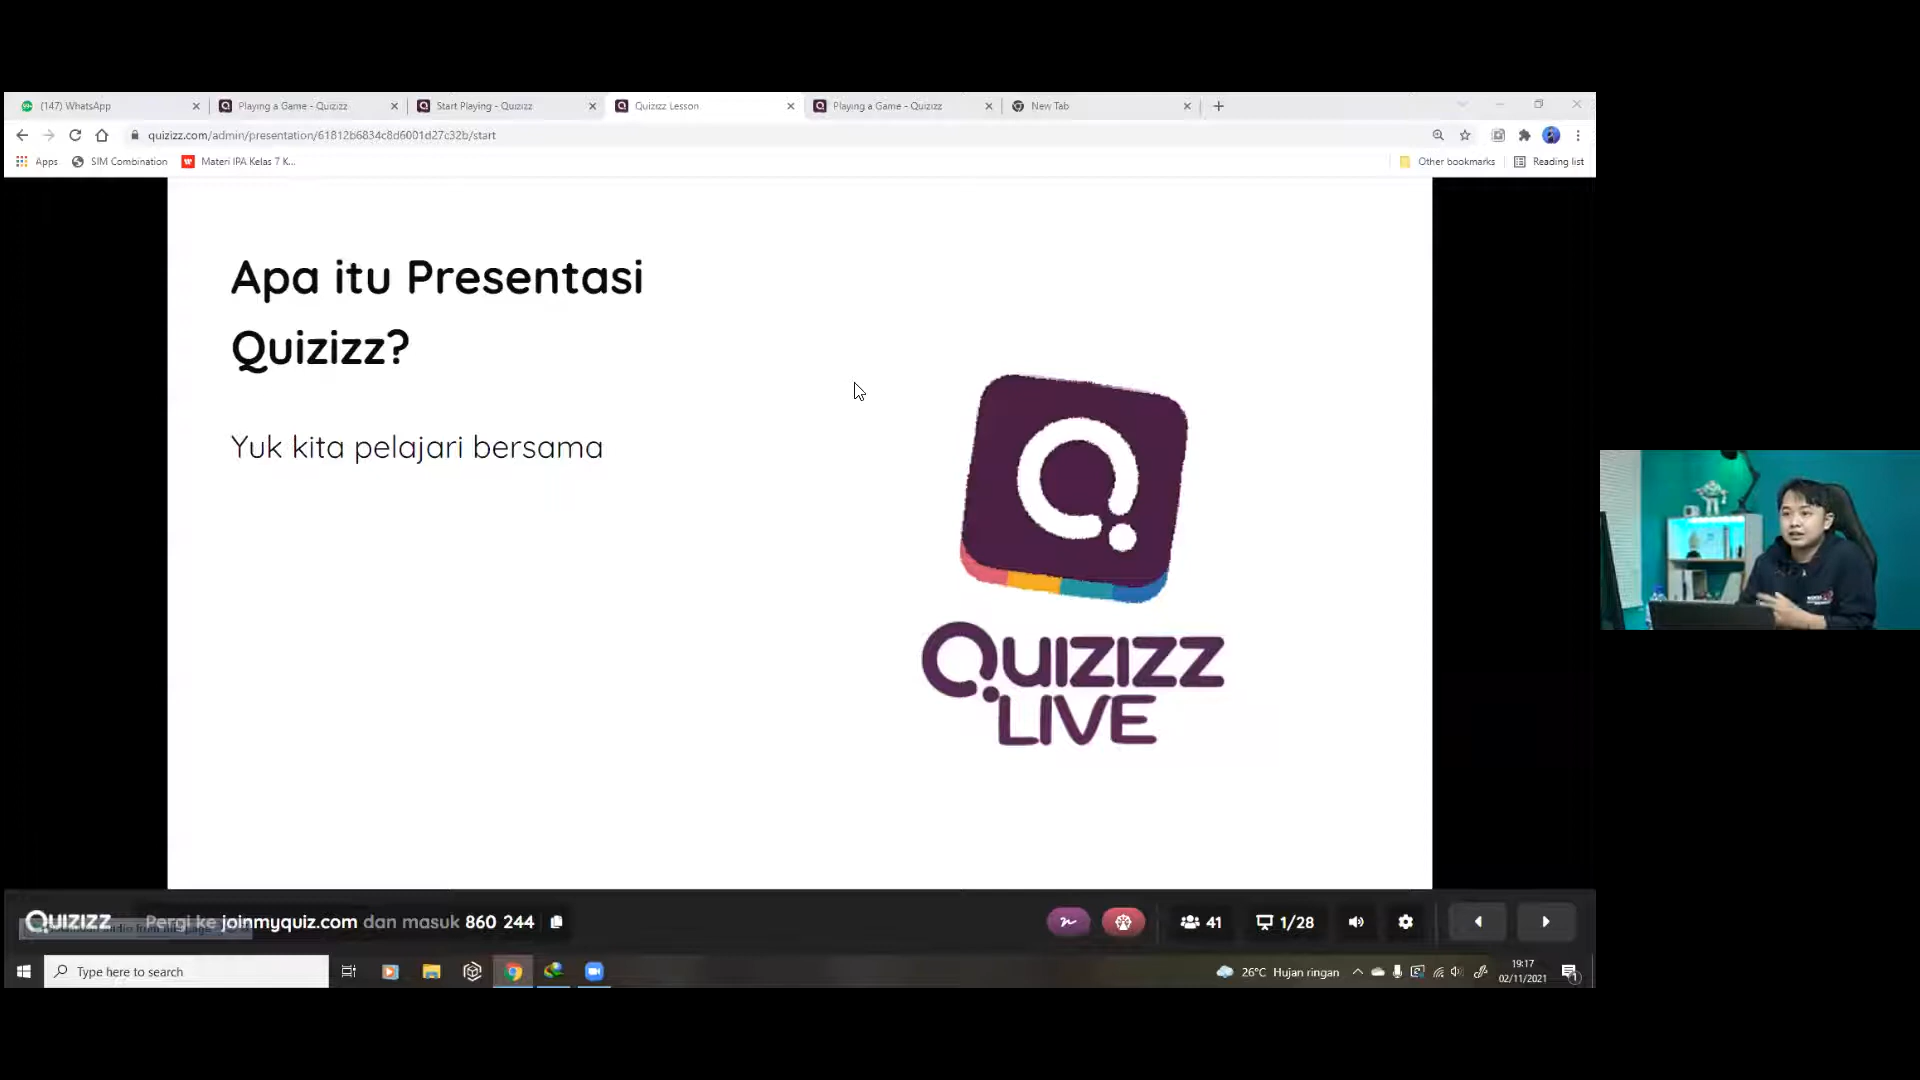 (147) WhatsApp
Playing a Game - Quizizz
Start Playing - Quizizz
Quizizz Lesson
Playing a Game - Quizizz
New Tab
quizizz.com/admin/presentation/61812b6834c8d6001d27c32b/start
Apps
SIM Combination
Materi IPA Kelas 7 K...
Other bookmarks
Reading list
Apa itu Presentasi
Quizizz?
Yuk kita pelajari bersama
QUIZIZZ
LIVE
QUIZIZZ
Pergi ke joinmyquiz.com dan masuk 860 244
41
1/28
Type here to search
26°C Hujan ringan
19:17
02/11/2021
1